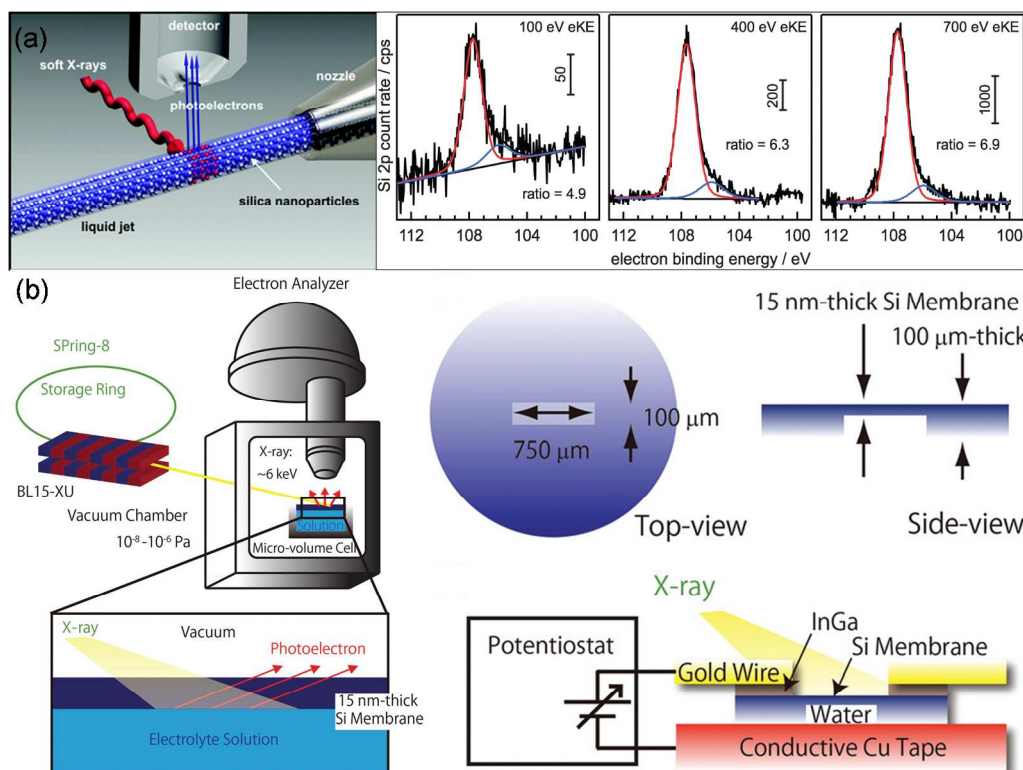 (a)
detector
soft X-rays
photoelectrons
nozzle
silica nanoparticles
liquid jet
Si 2p count rate / cps
100 eV eKE
50
ratio = 4.9
400 eV eKE
200
ratio = 6.3
700 eV eKE
1000
ratio = 6.9
112 108 104 100
112 108 104 100
112 108 104 100
electron binding energy / eV
(b)
Electron Analyzer
SPring-8
Storage Ring
BL15-XU
X-ray:
~6 keV
Vacuum Chamber
10⁻⁸-10⁻⁶ Pa
Solution
Micro-volume Cell
X-ray
Vacuum
Photoelectron
15 nm-thick
Si Membrane
Electrolyte Solution
100 μm
750 μm
Top-view
15 nm-thick Si Membrane
100 μm-thick
Side-view
X-ray
InGa
Si Membrane
Potentiostat
Gold Wire
Water
Conductive Cu Tape